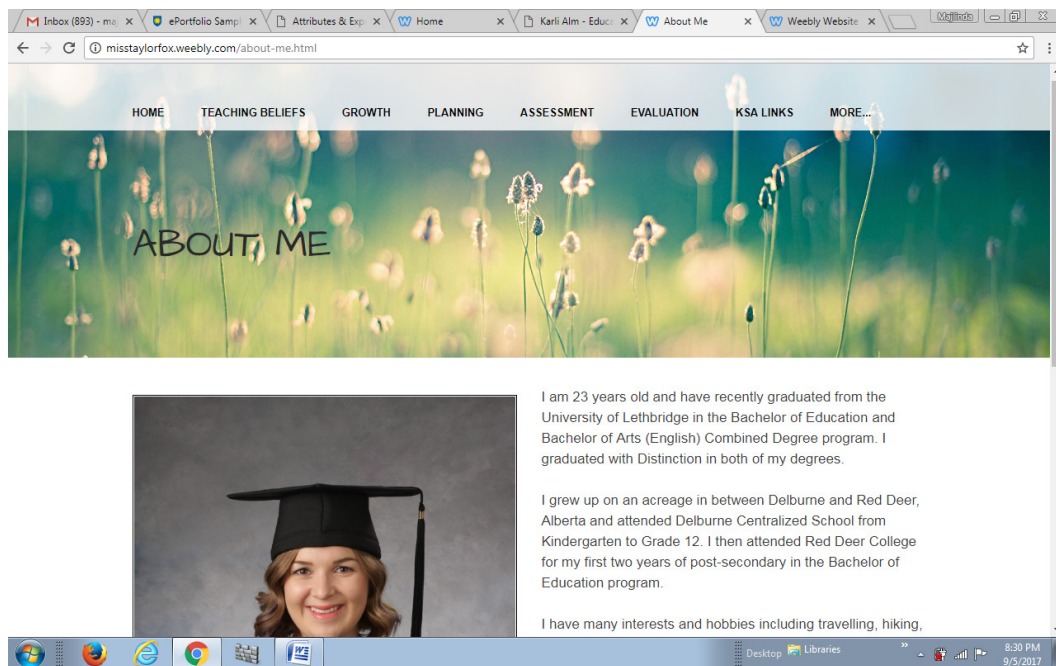 Inbox (893) - maj
ePortfolio Sampl
Attributes & Exp
Home
Karli Alm - Educa
About Me
Weebly Website
Majlinda
misstaylorfox.weebly.com/about-me.html
HOME TEACHING BELIEFS GROWTH PLANNING ASSESSMENT EVALUATION KSA LINKS MORE...
ABOUT ME
I am 23 years old and have recently graduated from the
University of Lethbridge in the Bachelor of Education and
Bachelor of Arts (English) Combined Degree program. I
graduated with Distinction in both of my degrees.
I grew up on an acreage in between Delburne and Red Deer,
Alberta and attended Delburne Centralized School from
Kindergarten to Grade 12. I then attended Red Deer College
for my first two years of post-secondary in the Bachelor of
Education program.
I have many interests and hobbies including travelling, hiking,
Desktop Libraries
8:30 PM
9/5/2017